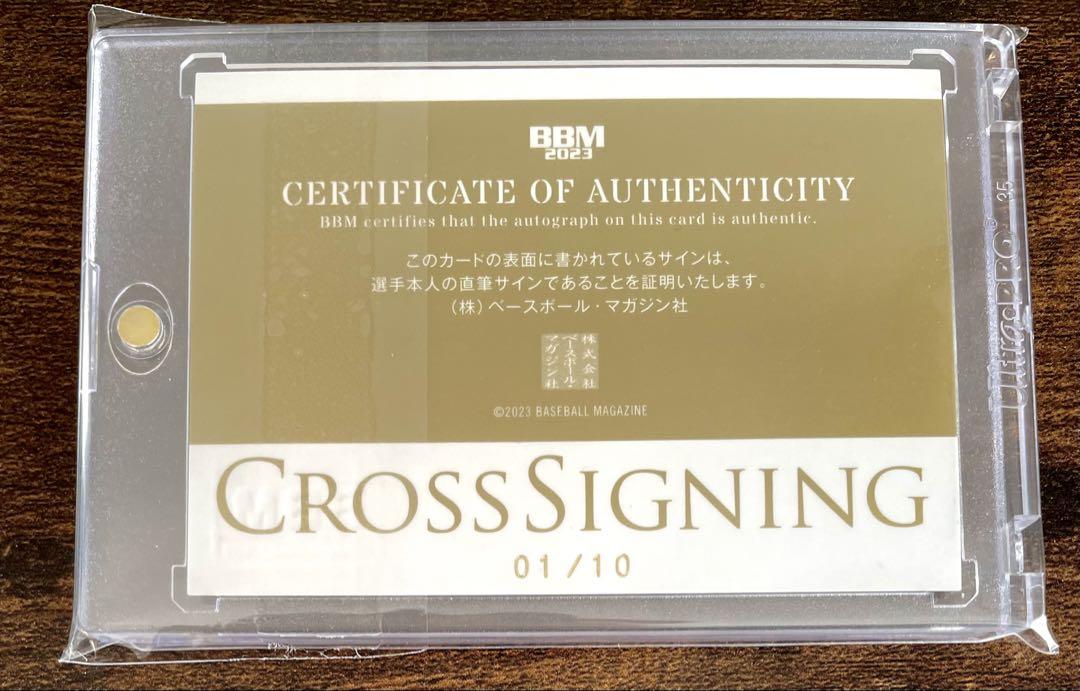 BBM
2023
CERTIFICATE OF AUTHENTICITY
BBM certifies that the autograph on this card is authentic.
このカードの表面に書かれているサインは、
選手本人の直筆サインであることを証明いたします。
(株)ベースボール・マガジン社
株式会社
ベースボール・
マガジン社
©2023 BASEBALL MAGAZINE
CROSSSIGNING
01/10
Ultra·PRO® 35